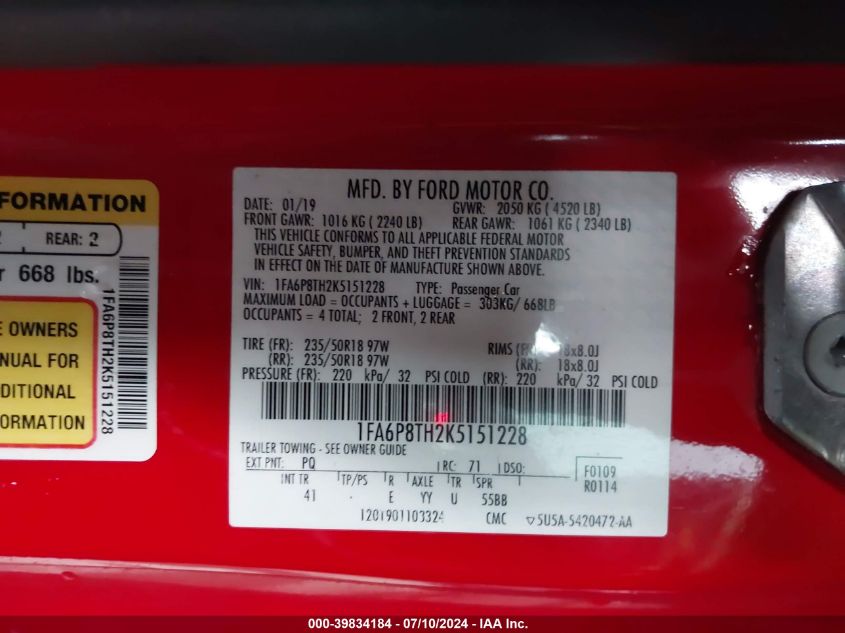 FORMATION
REAR: 2
668 lbs.
E OWNERS
ANUAL FOR
DITIONAL
FORMATION
1FA6P8TH2K5151228
MFD. BY FORD MOTOR CO.
DATE: 01/19 GVWR: 2050 KG ( 4520 LB)
FRONT GAWR: 1016 KG ( 2240 LB) REAR GAWR: 1061 KG ( 2340 LB)
THIS VEHICLE CONFORMS TO ALL APPLICABLE FEDERAL MOTOR
VEHICLE SAFETY, BUMPER, AND THEFT PREVENTION STANDARDS
IN EFFECT ON THE DATE OF MANUFACTURE SHOWN ABOVE.
VIN: 1FA6P8TH2K5151228 TYPE: Passenger Car
MAXIMUM LOAD = OCCUPANTS + LUGGAGE = 303KG/ 668LB
OCCUPANTS = 4 TOTAL; 2 FRONT, 2 REAR
TIRE (FR): 235/50R18 97W RIMS (FR): 18x8.0J
(RR): 235/50R18 97W (RR): 18x8.0J
PRESSURE (FR): 220 kPa/ 32 PSI COLD (RR): 220 kPa/ 32 PSI COLD
1FA6P8TH2K5151228
TRAILER TOWING - SEE OWNER GUIDE
EXT PNT: PQ RC: 71 DSO: F0109
INT TR TP/PS R AXLE TR SPR R0114
41 - E YY U 55BB
1201901103324 CMC 5U5A-5420472-AA
000-39834184 - 07/10/2024 - IAA Inc.